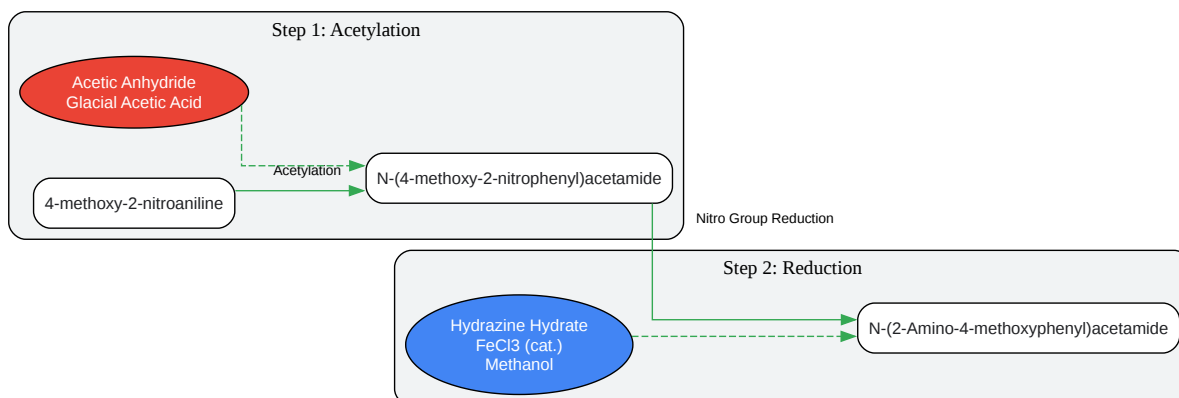 Step 1: Acetylation
Acetic Anhydride
Glacial Acetic Acid
Acetylation
N-(4-methoxy-2-nitrophenyl)acetamide
4-methoxy-2-nitroaniline
Nitro Group Reduction
Step 2: Reduction
Hydrazine Hydrate
FeCl3 (cat.)
Methanol
N-(2-Amino-4-methoxyphenyl)acetamide